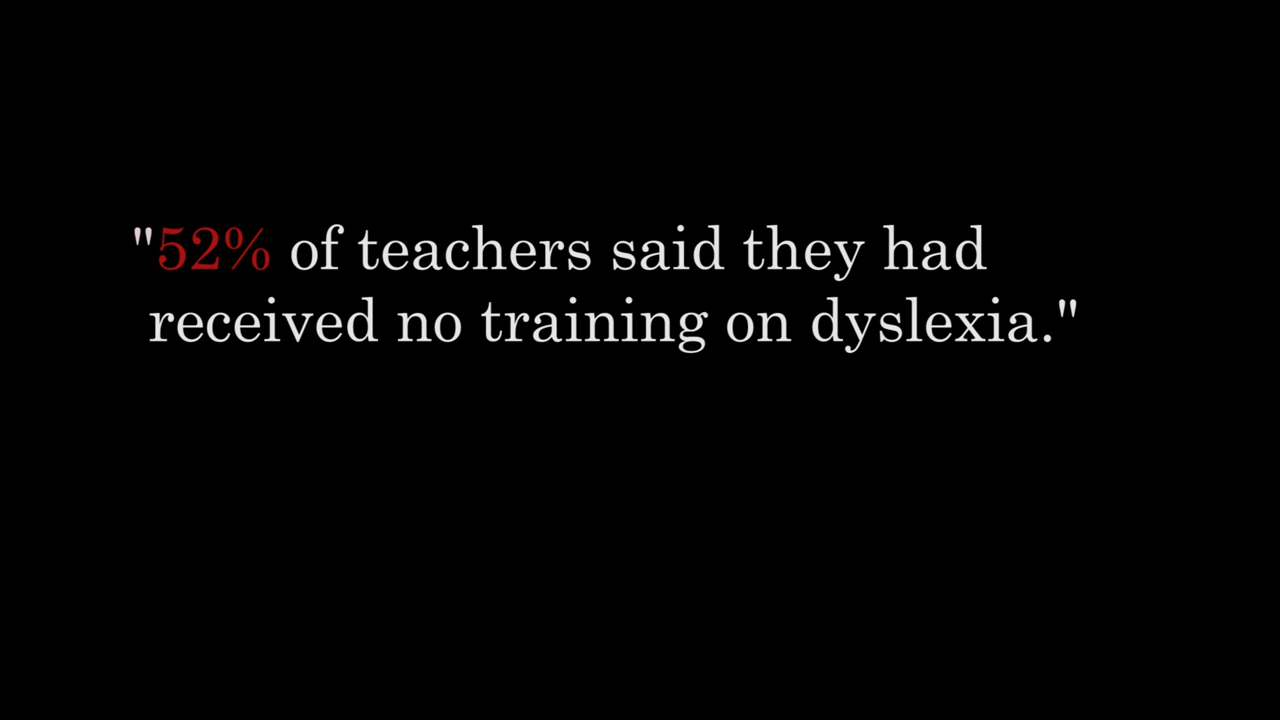 "52% of teachers said they had
received no training on dyslexia."